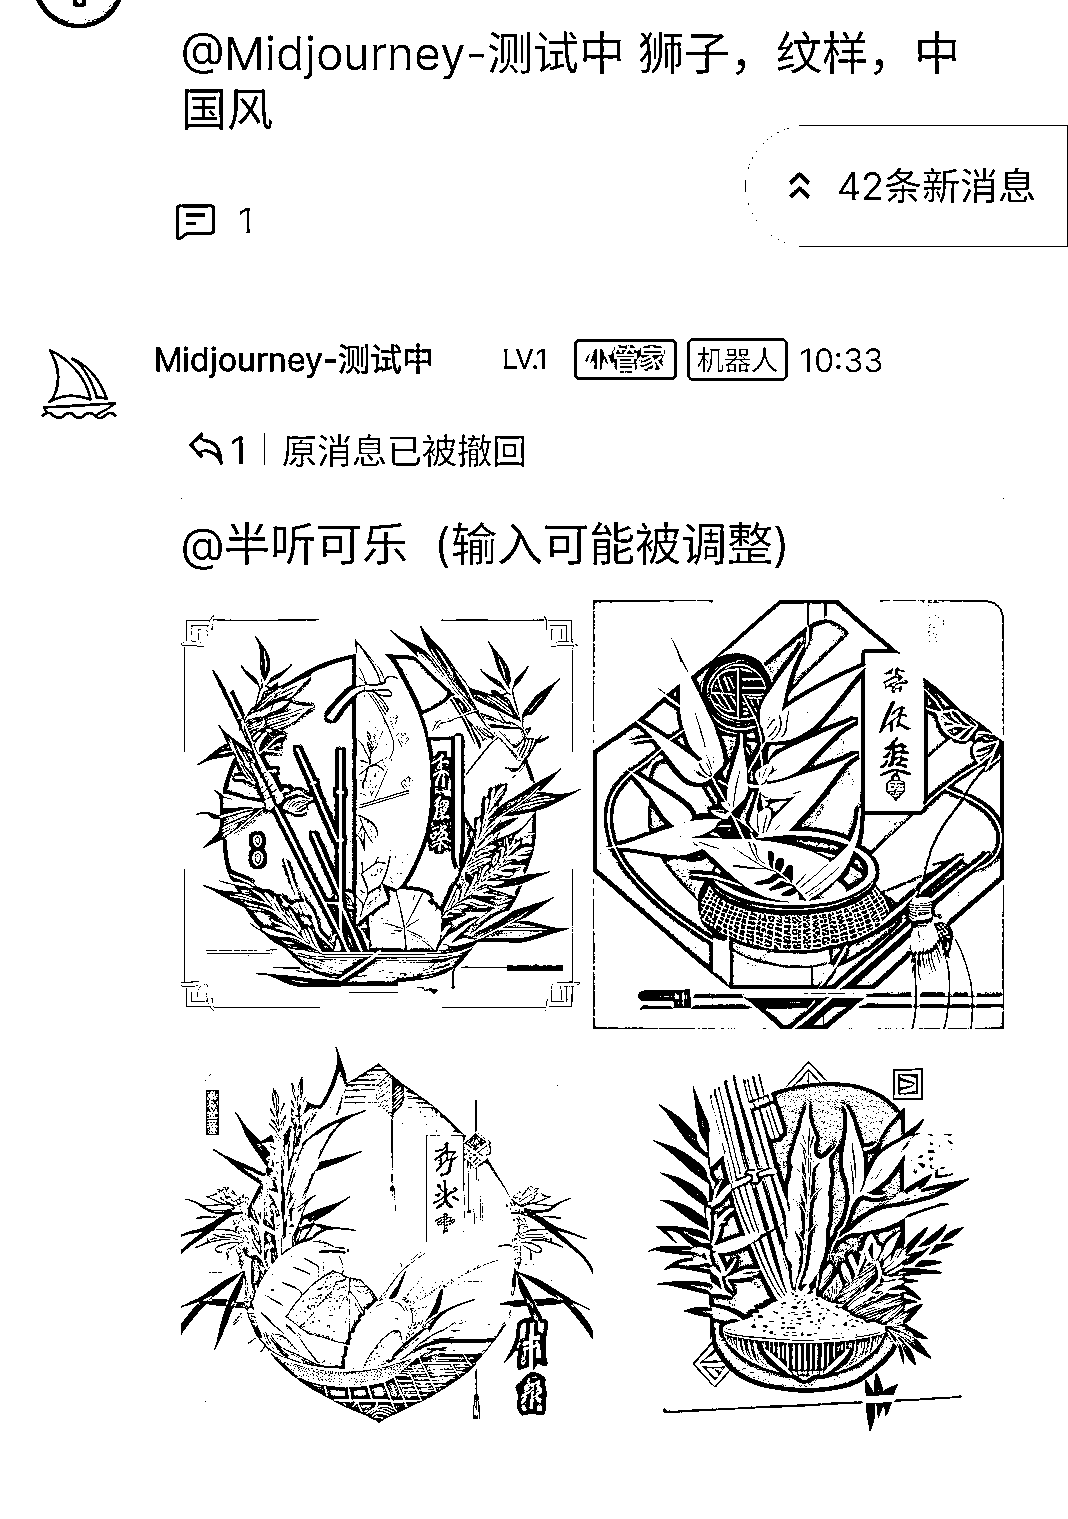 @Midjourney-测试中 狮子，纹样，中
国风
42条新消息
1
Midjourney-测试中 LV.1 小管家 机器人 10:33
1 | 原消息已被撤回
@半听可乐 (输入可能被调整)